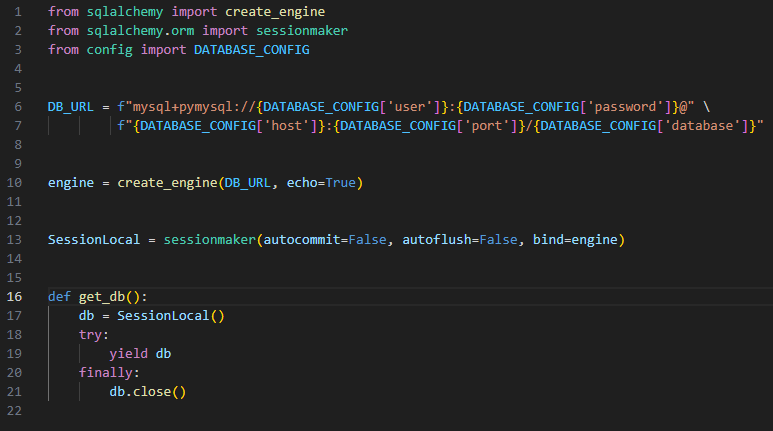 1 from sqlalchemy import create_engine
2 from sqlalchemy.orm import sessionmaker
3 from config import DATABASE_CONFIG
4
5
6 DB_URL = f"mysql+pymysql://{DATABASE_CONFIG['user']}:{DATABASE_CONFIG['password']}@" \
7         f"{DATABASE_CONFIG['host']}:{DATABASE_CONFIG['port']}/{DATABASE_CONFIG['database']}"
8
9
10 engine = create_engine(DB_URL, echo=True)
11
12
13 SessionLocal = sessionmaker(autocommit=False, autoflush=False, bind=engine)
14
15
16 def get_db():
17     db = SessionLocal()
18     try:
19         yield db
20     finally:
21         db.close()
22